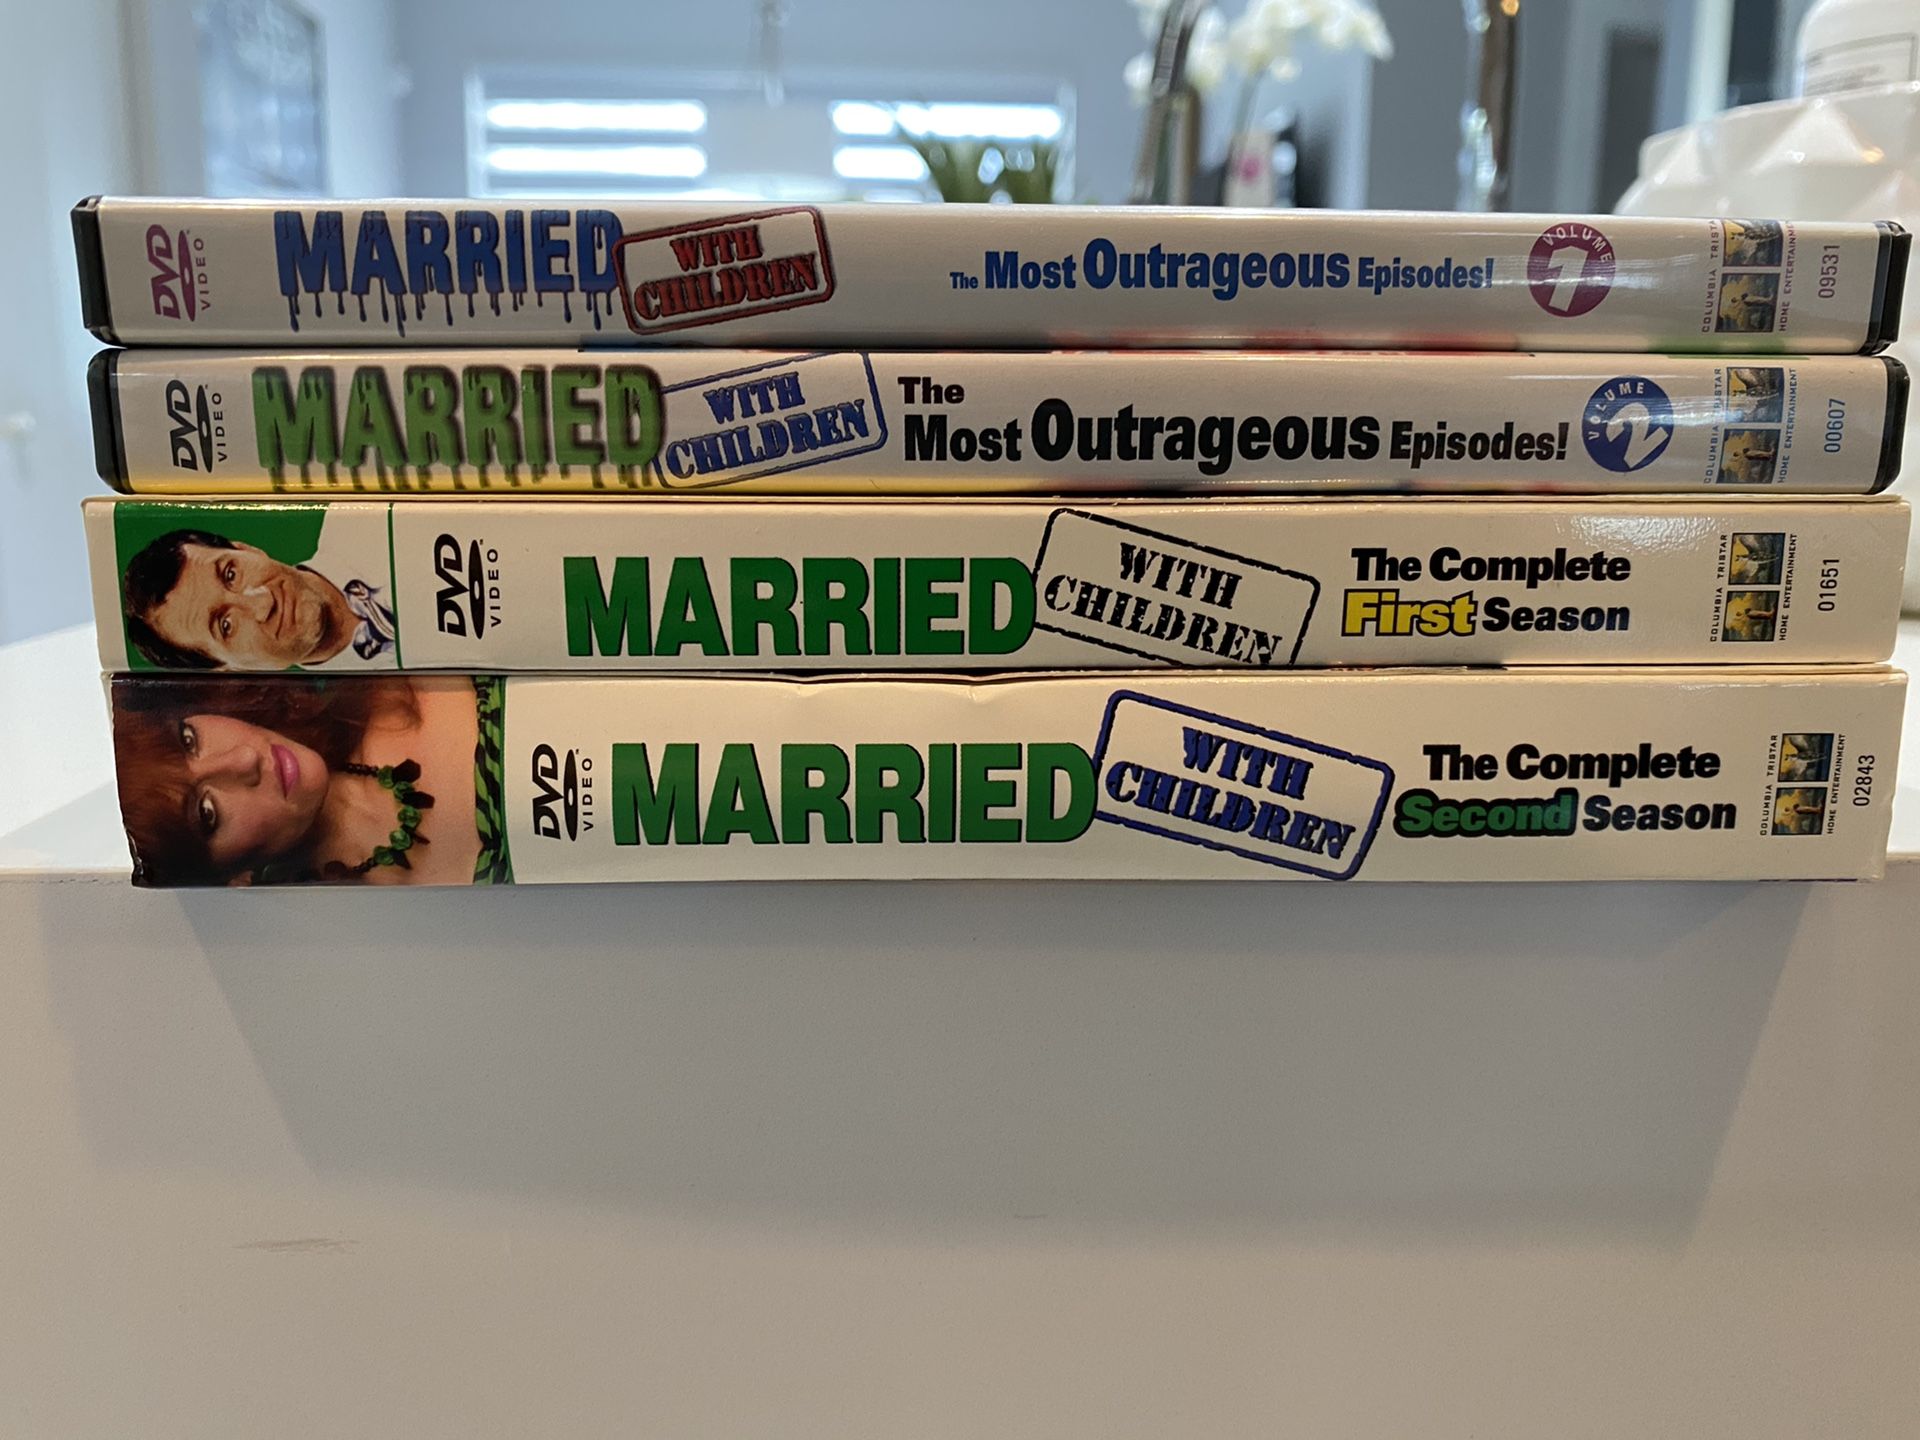 DVD
VIDEO
MARRIED
WITH
CHILDREN
The Most Outrageous Episodes!
VOLUME
1
COLUMBIA TRISTAR
HOME ENTERTAINMENT
09531
DVD
VIDEO
MARRIED
WITH
CHILDREN
The
Most Outrageous Episodes!
VOLUME
2
COLUMBIA TRISTAR
HOME ENTERTAINMENT
00607
DVD
VIDEO
MARRIED
WITH
CHILDREN
The Complete
First Season
COLUMBIA TRISTAR
HOME ENTERTAINMENT
01651
DVD
VIDEO
MARRIED
WITH
CHILDREN
The Complete
Second Season
COLUMBIA TRISTAR
HOME ENTERTAINMENT
02843